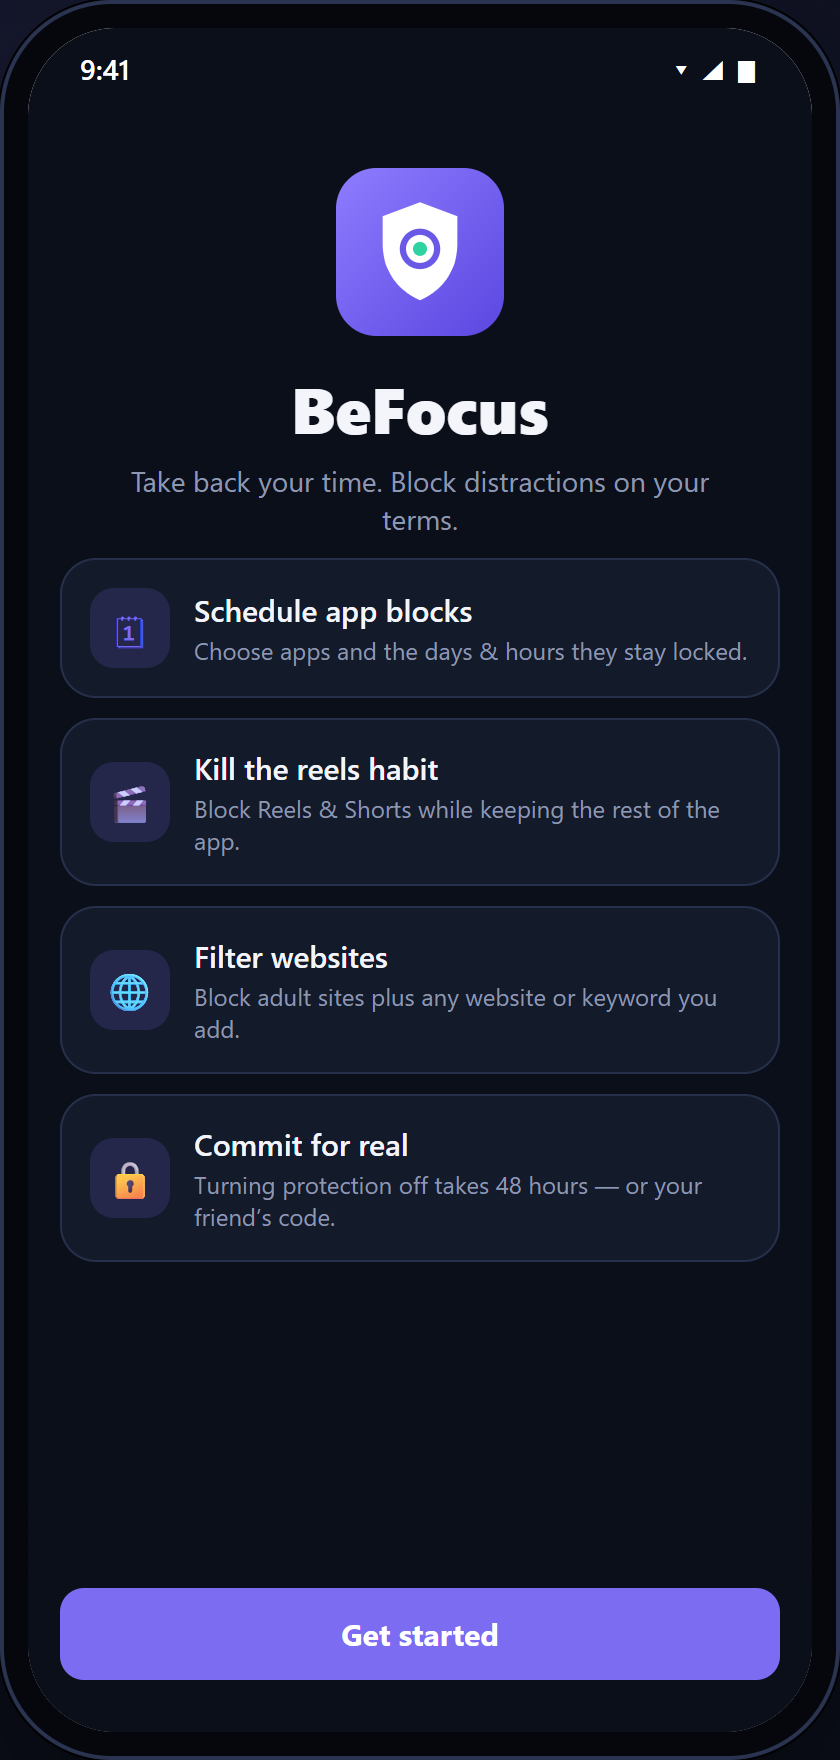 9:41
BeFocus
Take back your time. Block distractions on your
terms.
1
Schedule app blocks
Choose apps and the days & hours they stay locked.
Kill the reels habit
Block Reels & Shorts while keeping the rest of the
app.
Filter websites
Block adult sites plus any website or keyword you
add.
Commit for real
Turning protection off takes 48 hours — or your
friend’s code.
Get started